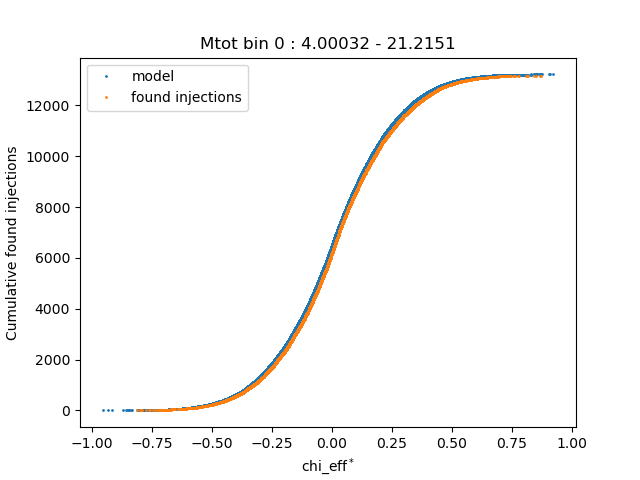 Mtot bin 0 : 4.00032 - 21.2151
model
found injections
Cumulative found injections
12000
10000
8000
6000
4000
2000
0
−1.00 −0.75 −0.50 −0.25 0.00 0.25 0.50 0.75 1.00
chi_eff*